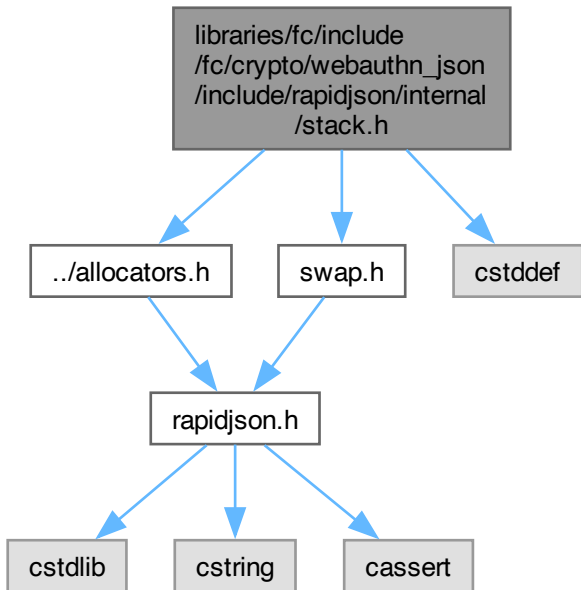 libraries/fc/include
/fc/crypto/webauthn_json
/include/rapidjson/internal
/stack.h
../allocators.h
swap.h
cstddef
rapidjson.h
cstdlib
cstring
cassert